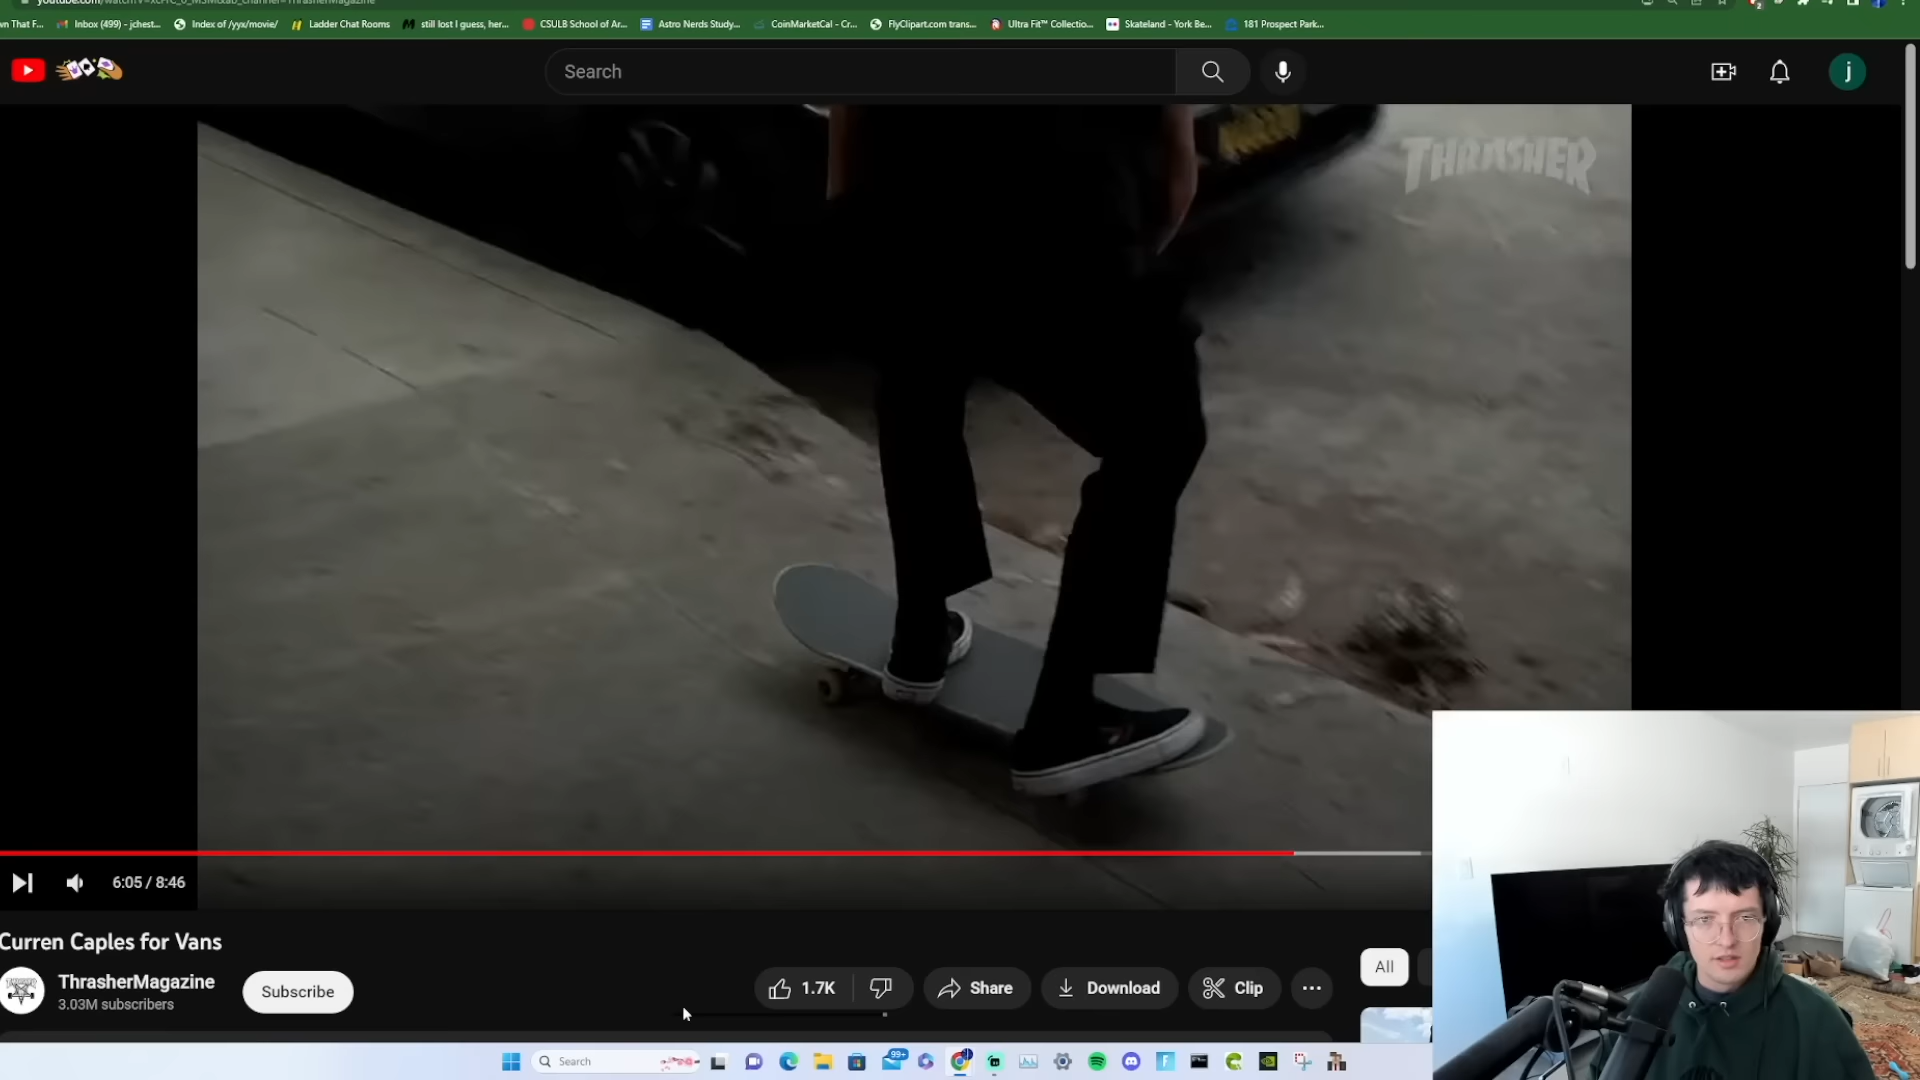 wn That F...
Inbox (499) - jchest...
Index of /yyx/movie/
Ladder Chat Rooms
still lost I guess, her...
CSULB School of Ar...
Astro Nerds Study...
CoinMarketCal - Cr...
FlyClipart.com trans...
Ultra Fit™ Collectio...
Skateland - York Be...
181 Prospect Park...
Search
j
THRASHER
6:05 / 8:46
Curren Caples for Vans
ThrasherMagazine
3.03M subscribers
Subscribe
1.7K
Share
Download
Clip
All
Search
99+